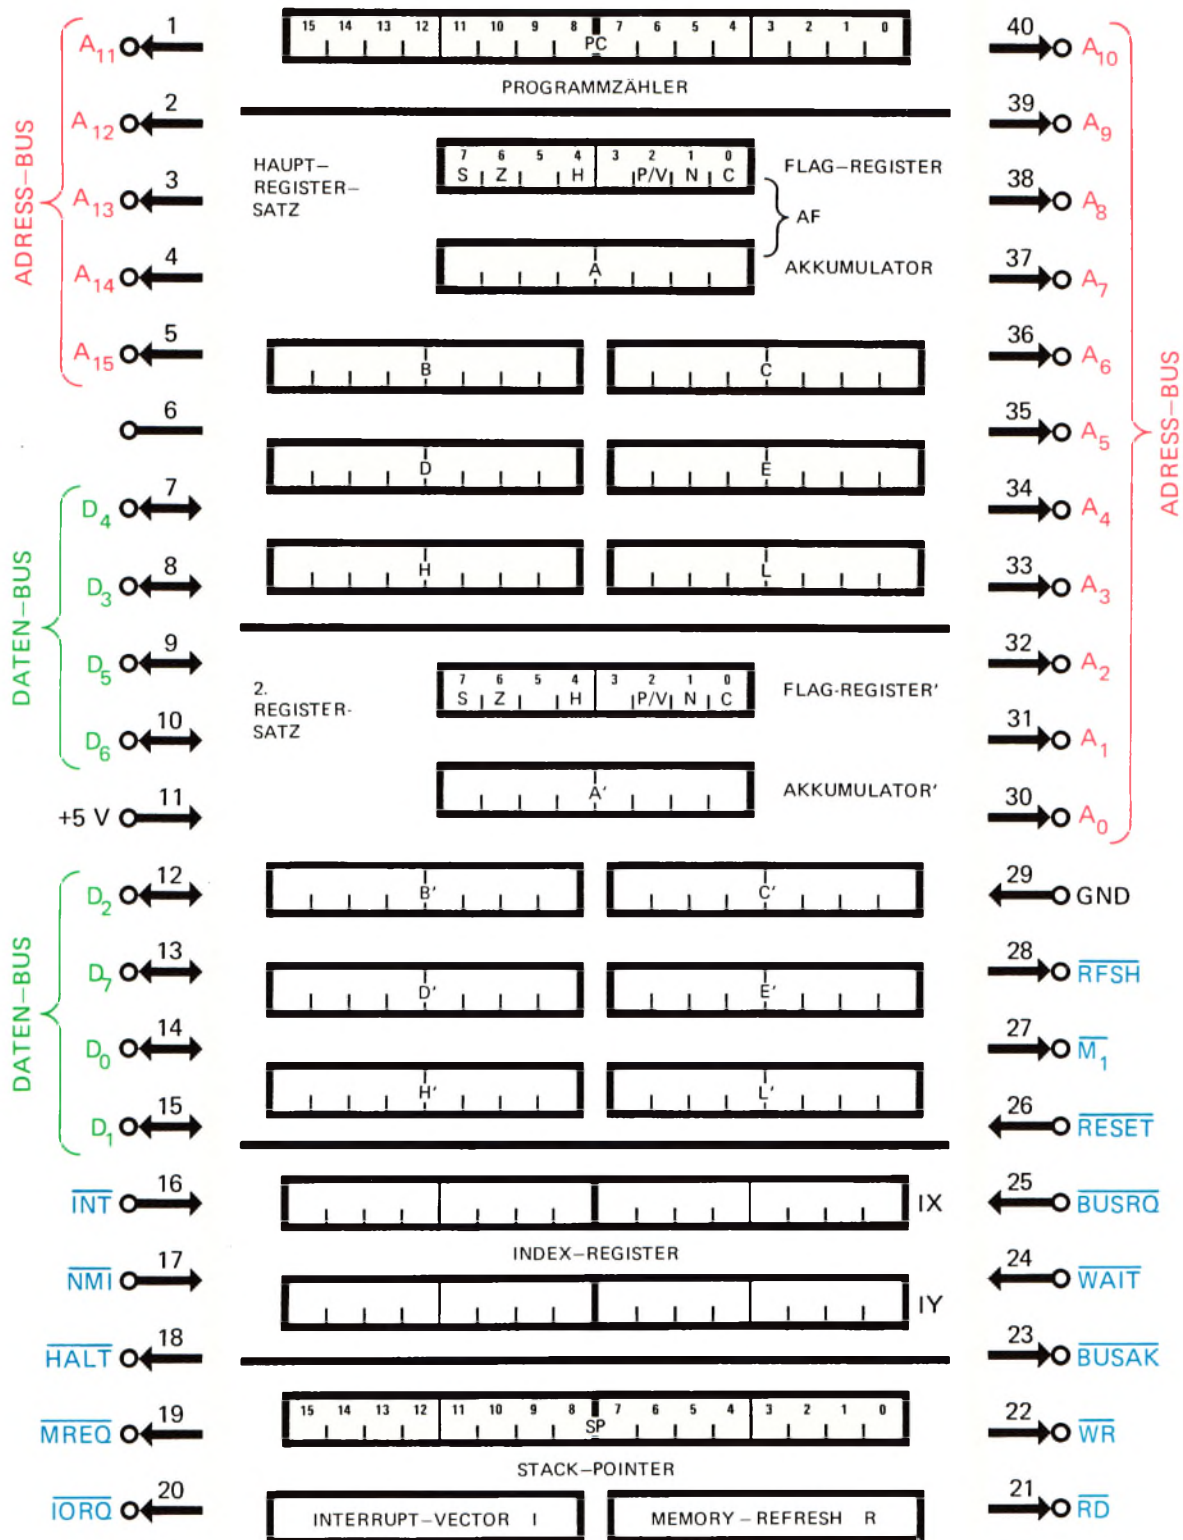 ADRESS–BUS
A11 1
A12 2
A13 3
A14 4
A15 5
6
DATEN–BUS
D4 7
D3 8
D5 9
D6 10
+5 V 11
DATEN–BUS
D2 12
D7 13
D0 14
D1 15
INT 16
NMI 17
HALT 18
MREQ 19
IORQ 20
15 14 13 12 11 10 9 8 7 6 5 4 3 2 1 0
PC
PROGRAMMZÄHLER
HAUPT–
REGISTER–
SATZ
7 6 5 4 3 2 1 0
S Z H P/V N C
FLAG–REGISTER
AF
A
AKKUMULATOR
B C
D E
H L
2.
REGISTER-
SATZ
7 6 5 4 3 2 1 0
S Z H P/V N C
FLAG-REGISTER'
A'
AKKUMULATOR'
B' C'
D' E'
H' L'
IX
INDEX–REGISTER
IY
15 14 13 12 11 10 9 8 7 6 5 4 3 2 1 0
SP
STACK–POINTER
INTERRUPT–VECTOR I
MEMORY – REFRESH R
40 A10
39 A9
38 A8
37 A7
36 A6
35 A5
34 A4
33 A3
32 A2
31 A1
30 A0
ADRESS–BUS
29 GND
28 RFSH
27 M1
26 RESET
25 BUSRQ
24 WAIT
23 BUSAK
22 WR
21 RD